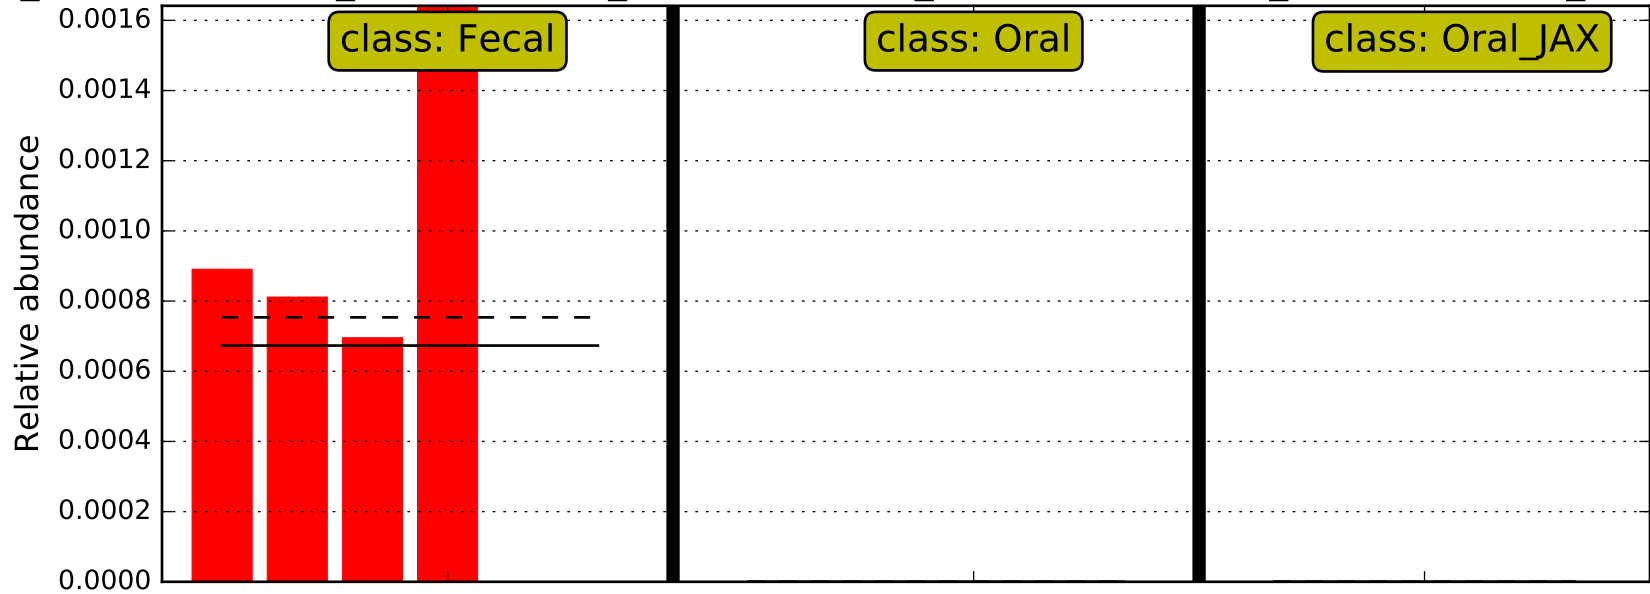 class: Fecal
class: Oral
class: Oral_JAX
Relative abundance
0.0016
0.0014
0.0012
0.0010
0.0008
0.0006
0.0004
0.0002
0.0000